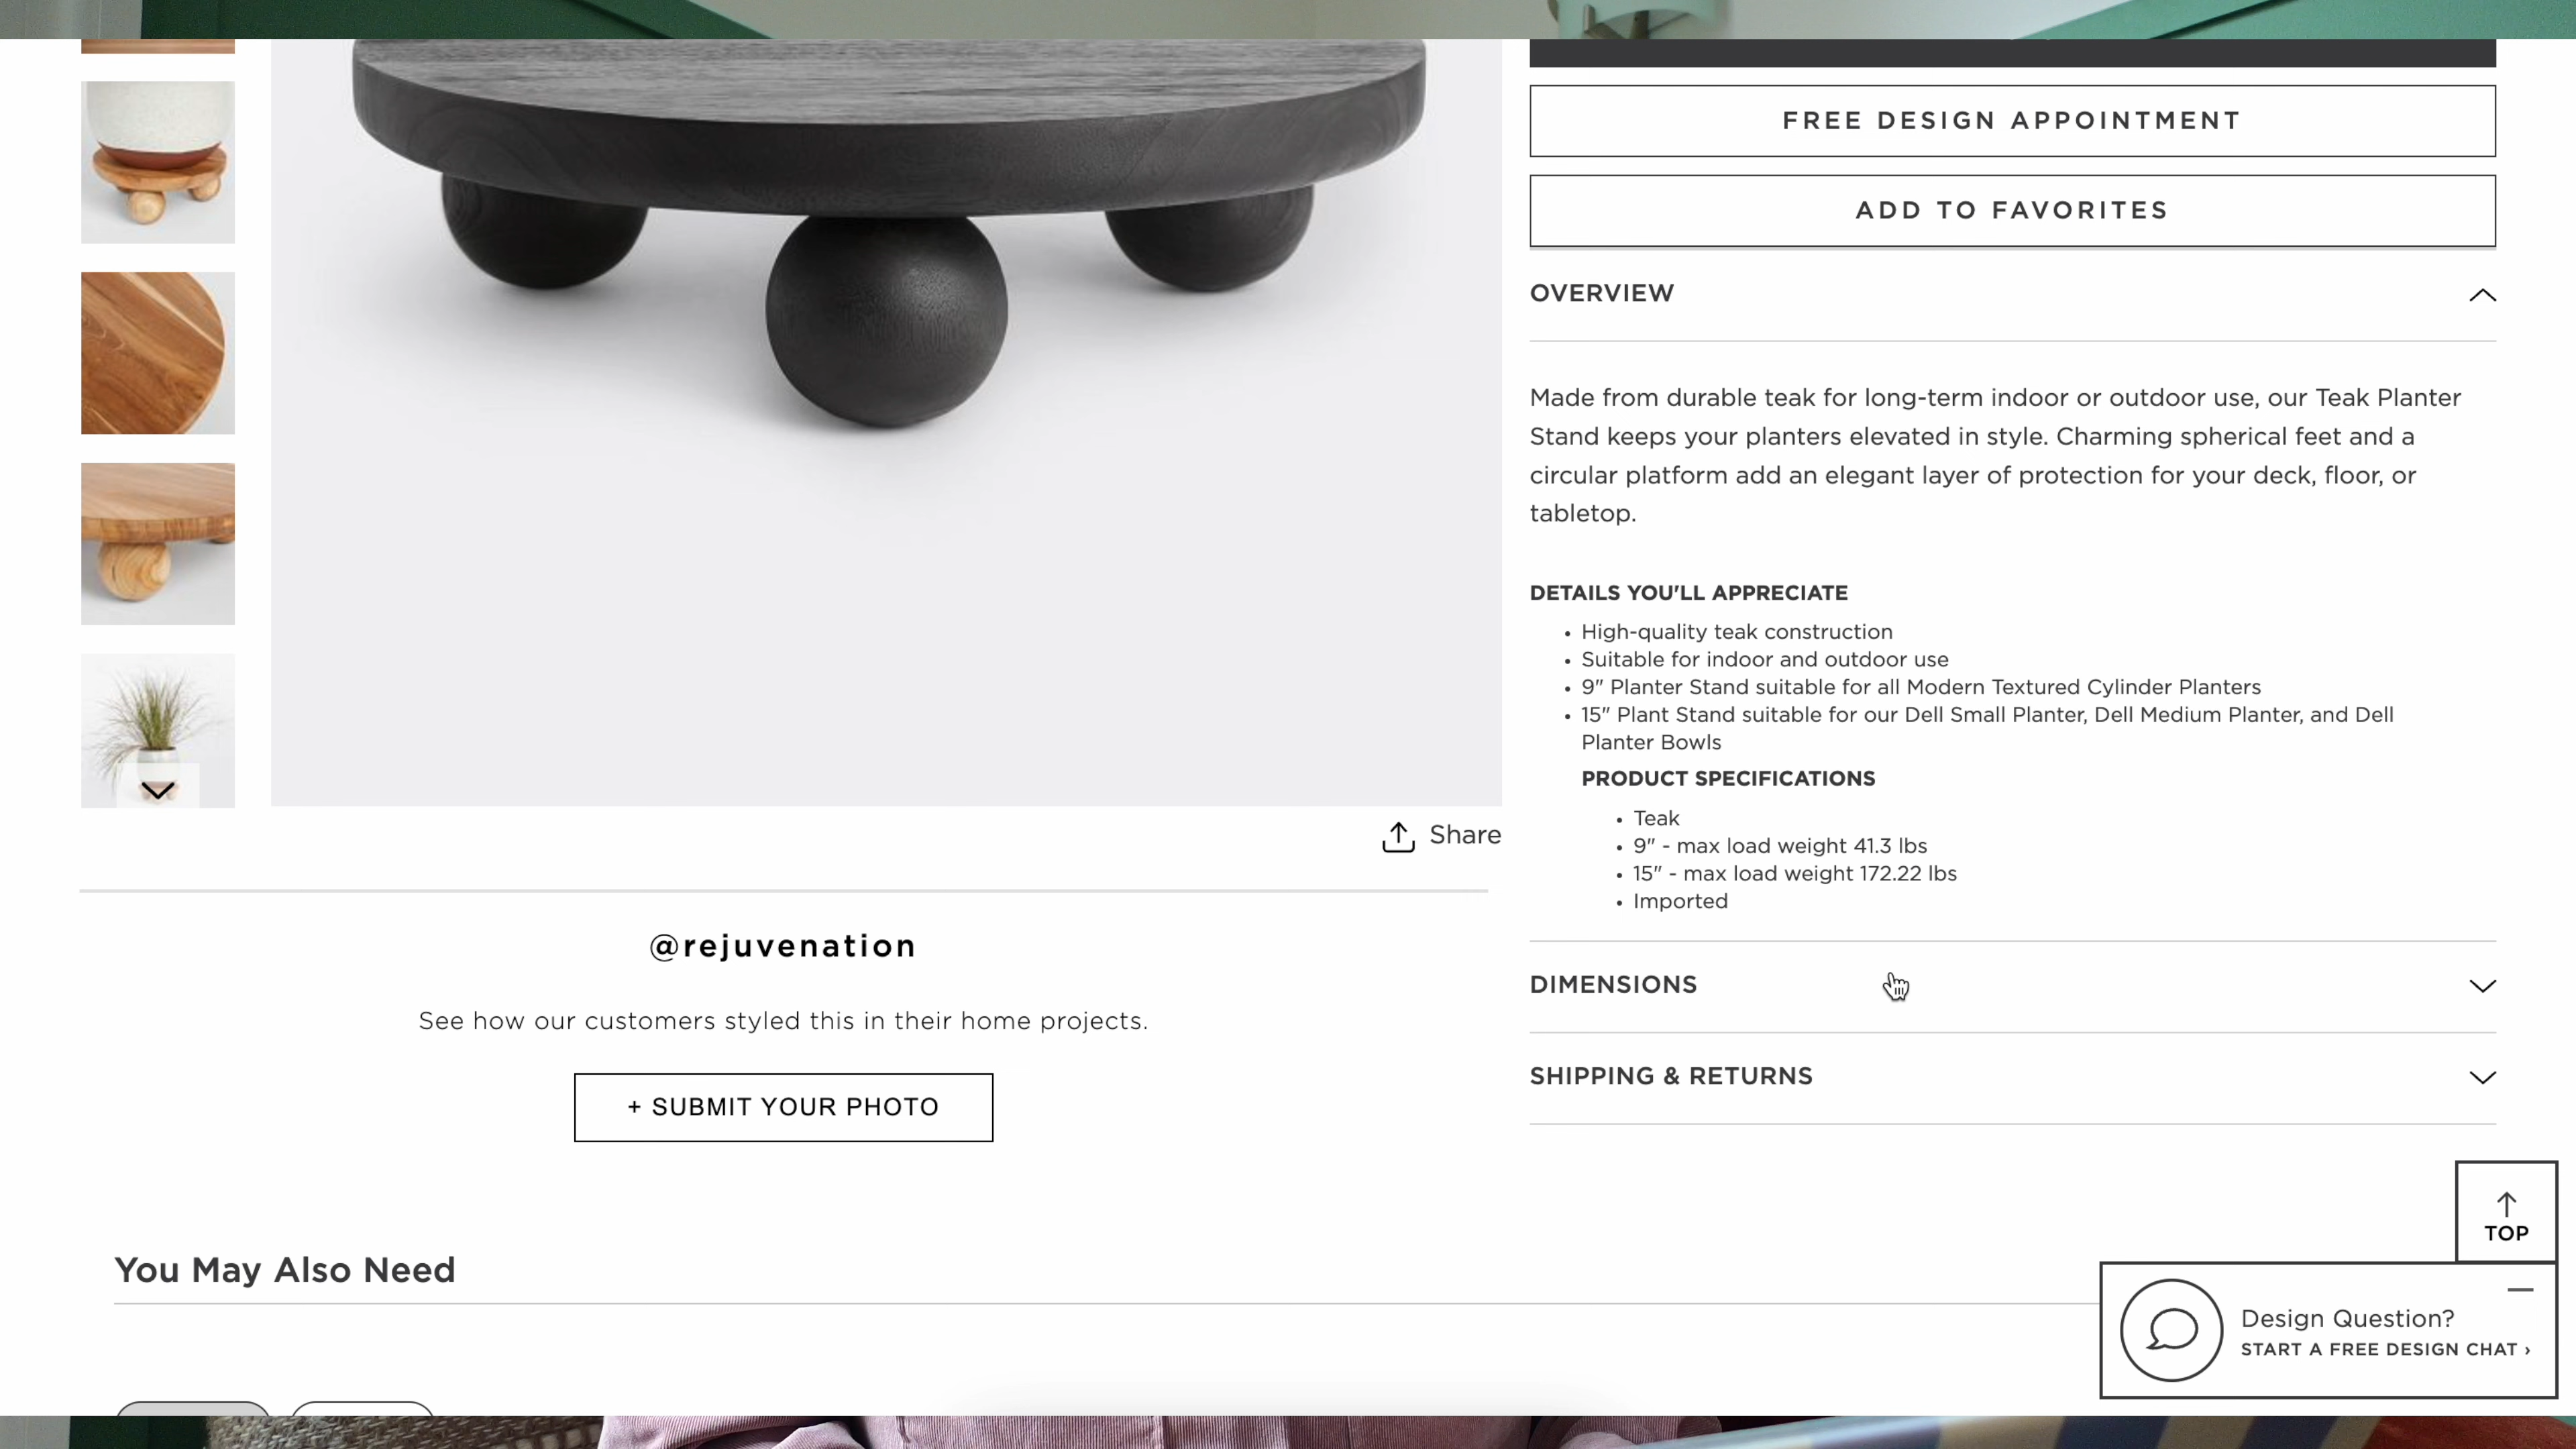 FREE DESIGN APPOINTMENT
ADD TO FAVORITES
OVERVIEW
Made from durable teak for long-term indoor or outdoor use, our Teak Planter
Stand keeps your planters elevated in style. Charming spherical feet and a
circular platform add an elegant layer of protection for your deck, floor, or
tabletop.
DETAILS YOU'LL APPRECIATE
• High-quality teak construction
• Suitable for indoor and outdoor use
• 9" Planter Stand suitable for all Modern Textured Cylinder Planters
• 15" Plant Stand suitable for our Dell Small Planter, Dell Medium Planter, and Dell
Planter Bowls
PRODUCT SPECIFICATIONS
• Teak
• 9" - max load weight 41.3 lbs
• 15" - max load weight 172.22 lbs
• Imported
DIMENSIONS
SHIPPING & RETURNS
Share
@rejuvenation
See how our customers styled this in their home projects.
+ SUBMIT YOUR PHOTO
You May Also Need
TOP
Design Question?
START A FREE DESIGN CHAT ›